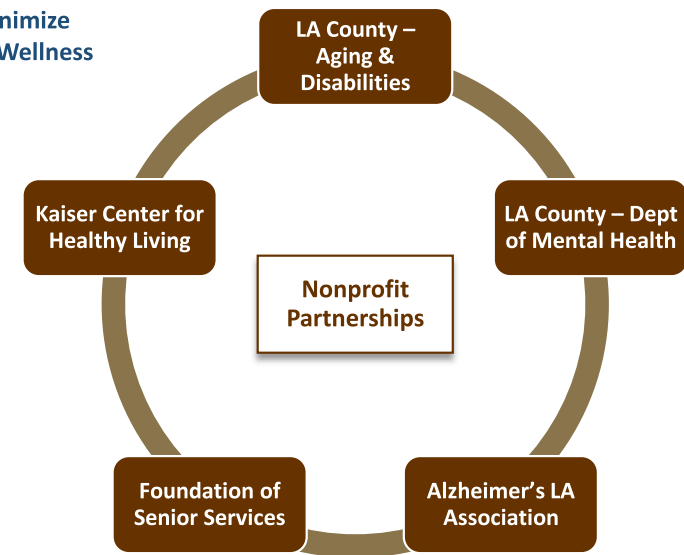 nimize
Wellness
LA County –
Aging &
Disabilities
Kaiser Center for
Healthy Living
LA County – Dept
of Mental Health
Nonprofit
Partnerships
Foundation of
Senior Services
Alzheimer's LA
Association